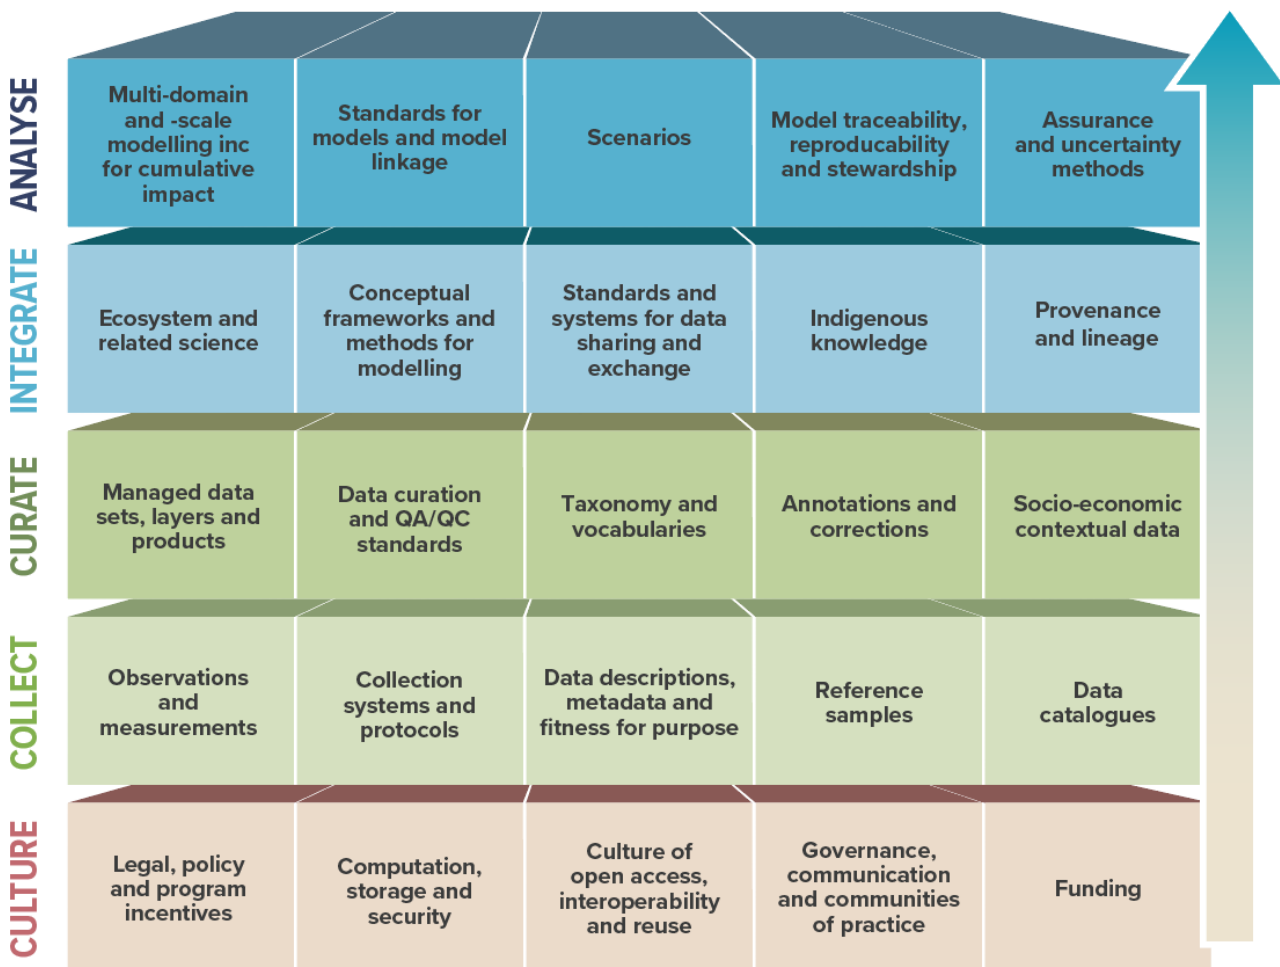 ANALYSE
Multi-domain
and -scale
modelling inc
for cumulative
impact
Standards for
models and model
linkage
Scenarios
Model traceability,
reproducability
and stewardship
Assurance
and uncertainty
methods
INTEGRATE
Ecosystem and
related science
Conceptual
frameworks and
methods for
modelling
Standards and
systems for data
sharing and
exchange
Indigenous
knowledge
Provenance
and lineage
CURATE
Managed data
sets, layers and
products
Data curation
and QA/QC
standards
Taxonomy and
vocabularies
Annotations and
corrections
Socio-economic
contextual data
COLLECT
Observations
and
measurements
Collection
systems and
protocols
Data descriptions,
metadata and
fitness for purpose
Reference
samples
Data
catalogues
CULTURE
Legal, policy
and program
incentives
Computation,
storage and
security
Culture of
open access,
interoperability
and reuse
Governance,
communication
and communities
of practice
Funding